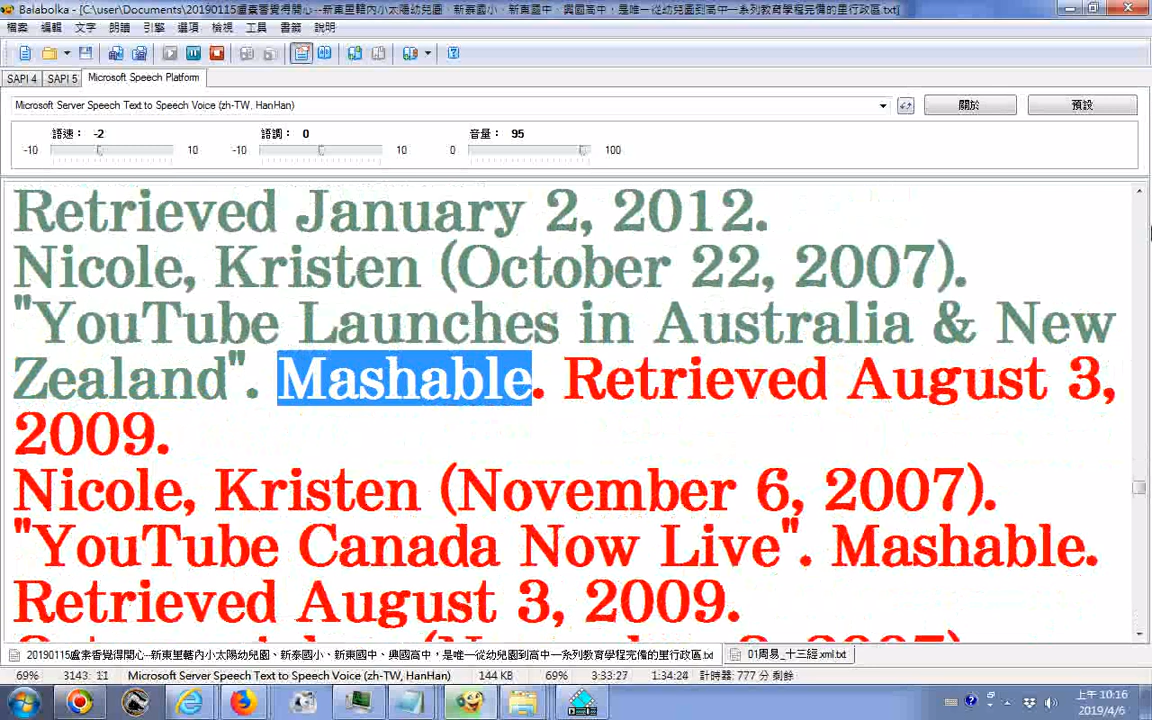 Balabolka - [C:\user\Documents\20190115盧素香覺得開心--新東里轄內小太陽幼兒園、新泰國小、新東國中、興國高中，是唯一從幼兒園到高中一系列教育學程完備的里行政區.txt]
檔案 編輯 文字 朗讀 引擎 選項 檢視 工具 書籤 說明
SAPI 4 SAPI 5 Microsoft Speech Platform
Microsoft Server Speech Text to Speech Voice (zh-TW, HanHan) 關於 預設
語速： -2 語調： 0 音量： 95
-10 10 -10 10 0 100
Retrieved January 2, 2012.
Nicole, Kristen (October 22, 2007).
"YouTube Launches in Australia & New
Zealand". Mashable. Retrieved August 3,
2009.
Nicole, Kristen (November 6, 2007).
"YouTube Canada Now Live". Mashable.
Retrieved August 3, 2009.
20190115盧素香覺得開心--新東里轄內小太陽幼兒園、新泰國小、新東國中、興國高中，是唯一從幼兒園到高中一系列教育學程完備的里行政區.txt 01周易_十三經.xml.txt
69% 3143: 11 Microsoft Server Speech Text to Speech Voice (zh-TW, HanHan) 144 KB 69% 3:33:27 1:34:28 計時器: 777 分 剩餘
上午 10:16
2019/4/6